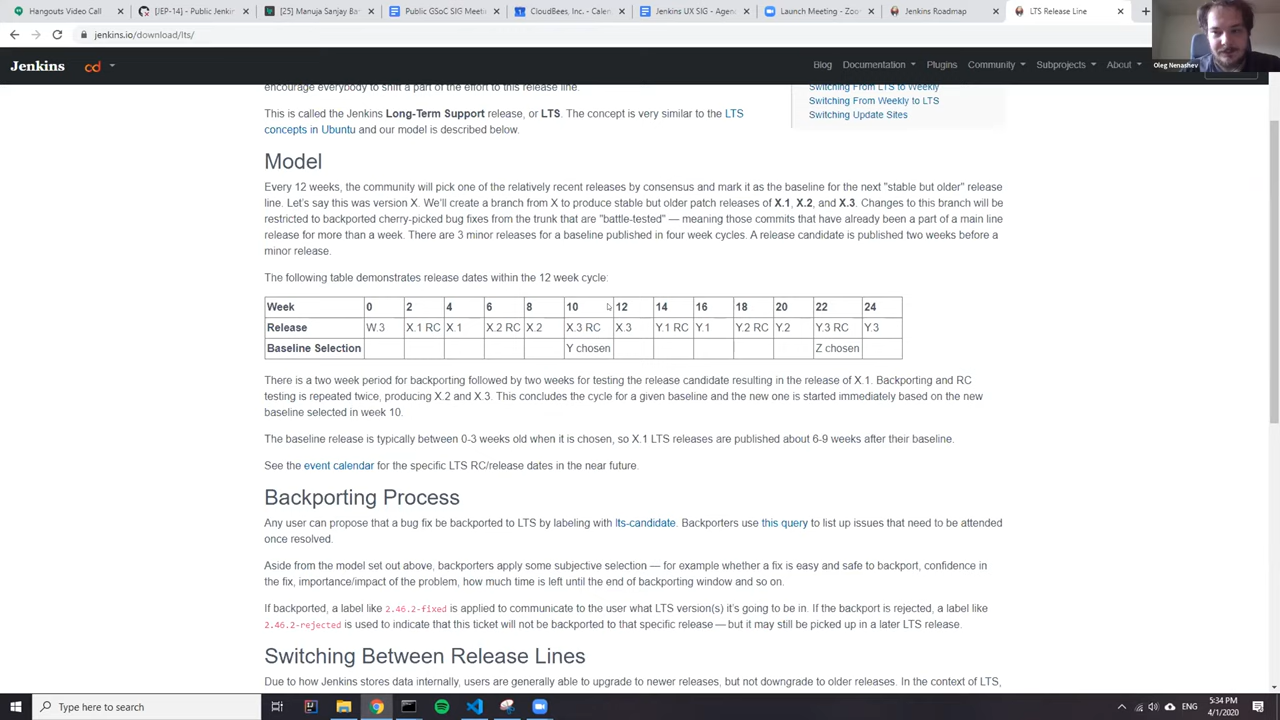 Hangouts Video Call
[JEP-14] - Public Jenki
[25] Manuja Sanjay Ba
Public GSoC SIG Meeti
CloudBees, Inc. - Cale
Jenkins UX SIG - Agen
Launch Meeting - Zoo
Jenkins Roadmap
LTS Release Line
jenkins.io/download/lts/
Oleg Nenashev
Jenkins
cd
Blog Documentation Plugins Community Subprojects About
encourage everybody to shift a part of the effort to this release line.
Switching From LTS to Weekly
Switching From Weekly to LTS
Switching Update Sites
This is called the Jenkins Long-Term Support release, or LTS. The concept is very similar to the LTS
concepts in Ubuntu and our model is described below.
Model
Every 12 weeks, the community will pick one of the relatively recent releases by consensus and mark it as the baseline for the next "stable but older" release
line. Let's say this was version X. We'll create a branch from X to produce stable but older patch releases of X.1, X.2, and X.3. Changes to this branch will be
restricted to backported cherry-picked bug fixes from the trunk that are "battle-tested" — meaning those commits that have already been a part of a main line
release for more than a week. There are 3 minor releases for a baseline published in four week cycles. A release candidate is published two weeks before a
minor release.
The following table demonstrates release dates within the 12 week cycle:
Week 0 2 4 6 8 10 12 14 16 18 20 22 24
Release W.3 X.1 RC X.1 X.2 RC X.2 X.3 RC X.3 Y.1 RC Y.1 Y.2 RC Y.2 Y.3 RC Y.3
Baseline Selection Y chosen Z chosen
There is a two week period for backporting followed by two weeks for testing the release candidate resulting in the release of X.1. Backporting and RC
testing is repeated twice, producing X.2 and X.3. This concludes the cycle for a given baseline and the new one is started immediately based on the new
baseline selected in week 10.
The baseline release is typically between 0-3 weeks old when it is chosen, so X.1 LTS releases are published about 6-9 weeks after their baseline.
See the event calendar for the specific LTS RC/release dates in the near future.
Backporting Process
Any user can propose that a bug fix be backported to LTS by labeling with lts-candidate. Backporters use this query to list up issues that need to be attended
once resolved.
Aside from the model set out above, backporters apply some subjective selection — for example whether a fix is easy and safe to backport, confidence in
the fix, importance/impact of the problem, how much time is left until the end of backporting window and so on.
If backported, a label like 2.46.2-fixed is applied to communicate to the user what LTS version(s) it's going to be in. If the backport is rejected, a label like
2.46.2-rejected is used to indicate that this ticket will not be backported to that specific release — but it may still be picked up in a later LTS release.
Switching Between Release Lines
Due to how Jenkins stores data internally, users are generally able to upgrade to newer releases, but not downgrade to older releases. In the context of LTS,
Type here to search
ENG
5:34 PM
4/1/2020